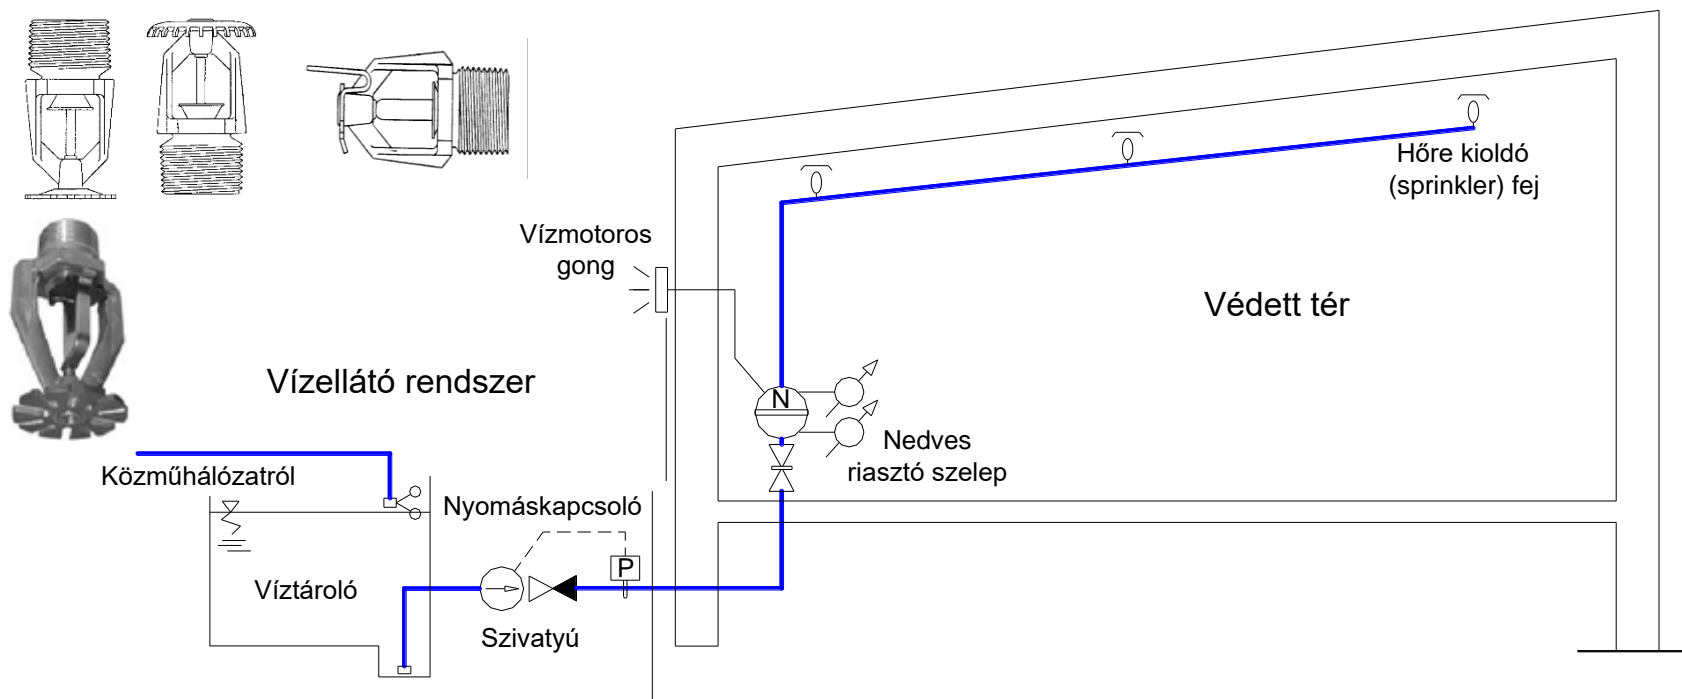 Hőre kioldó
(sprinkler) fej
Vízmotoros
gong
Védett tér
Vízellátó rendszer
N
Nedves
riasztó szelep
Közműhálózatról
Nyomáskapcsoló
P
Víztároló
Szivatyú